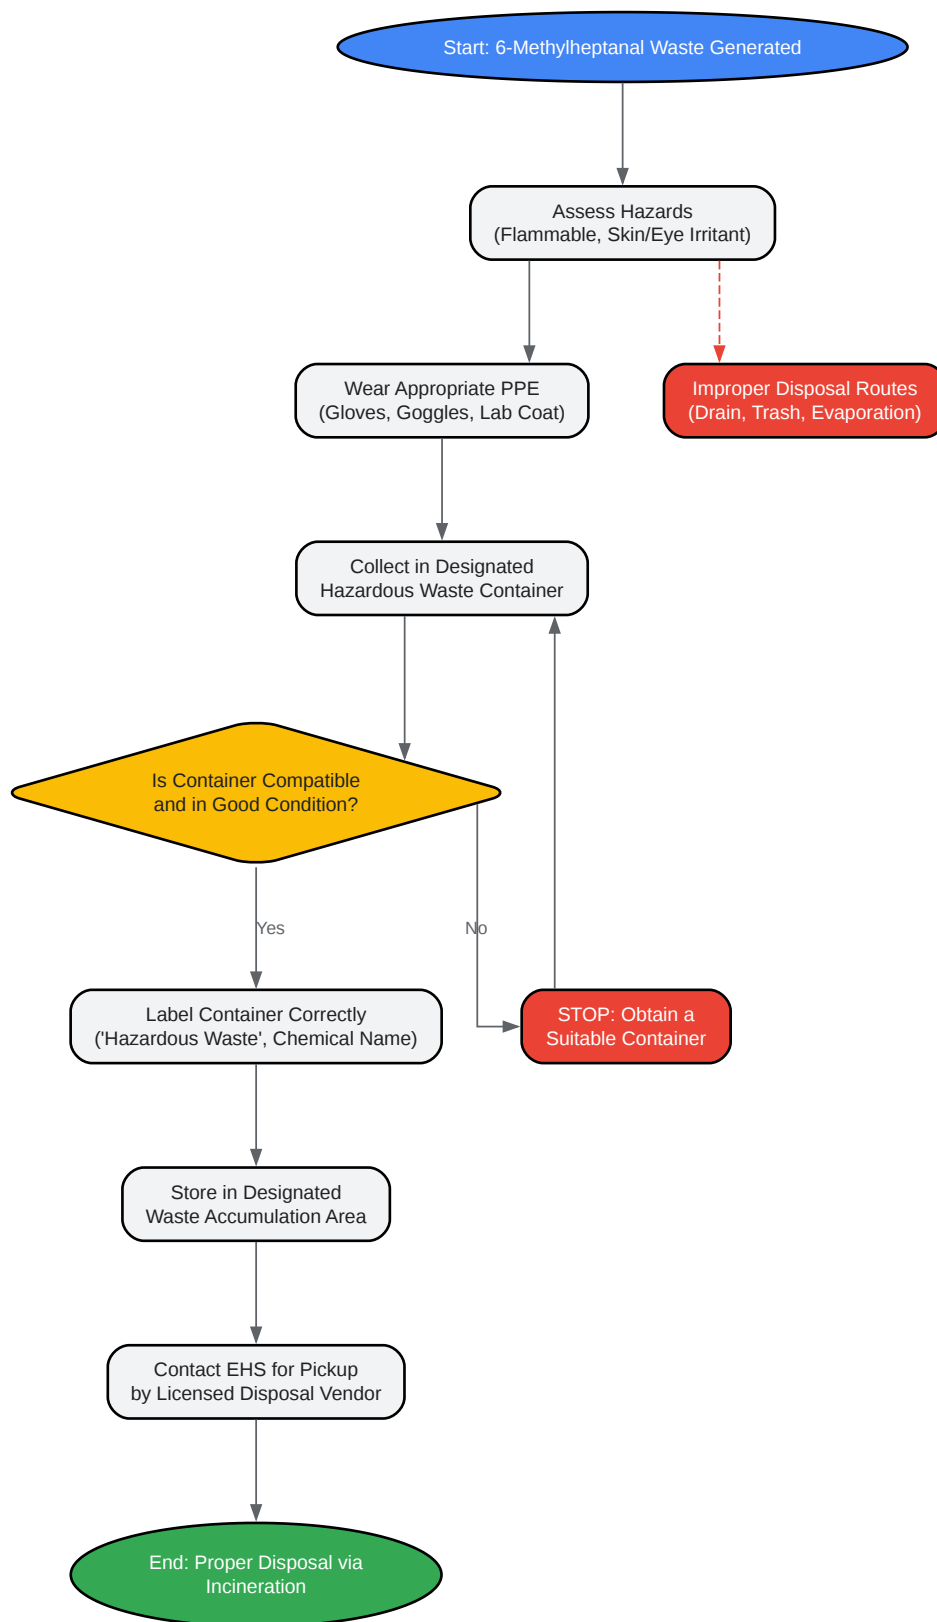 Start: 6-Methylheptanal Waste Generated
Assess Hazards
(Flammable, Skin/Eye Irritant)
Wear Appropriate PPE
(Gloves, Goggles, Lab Coat)
Improper Disposal Routes
(Drain, Trash, Evaporation)
Collect in Designated
Hazardous Waste Container
Is Container Compatible
and in Good Condition?
Yes
No
Label Container Correctly
('Hazardous Waste', Chemical Name)
STOP: Obtain a
Suitable Container
Store in Designated
Waste Accumulation Area
Contact EHS for Pickup
by Licensed Disposal Vendor
End: Proper Disposal via
Incineration